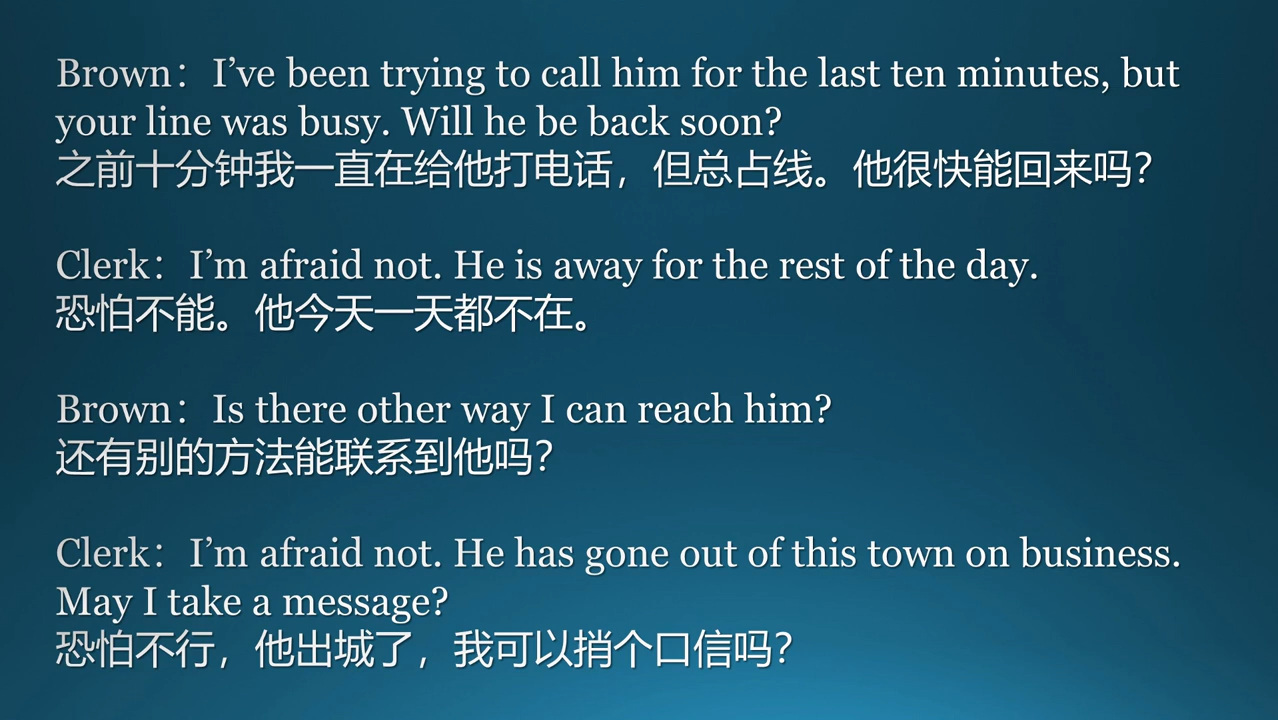 Brown：I’ve been trying to call him for the last ten minutes, but
your line was busy. Will he be back soon?
之前十分钟我一直在给他打电话，但总占线。他很快能回来吗？
Clerk：I’m afraid not. He is away for the rest of the day.
恐怕不能。他今天一天都不在。
Brown：Is there other way I can reach him?
还有别的方法能联系到他吗？
Clerk：I’m afraid not. He has gone out of this town on business.
May I take a message?
恐怕不行，他出城了，我可以捎个口信吗？